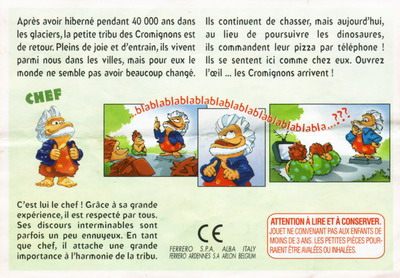 Après avoir hiberné pendant 40 000 ans dans
les glaciers, la petite tribu des Cromignons est
de retour. Pleins de joie et d'entrain, ils vivent
parmi nous dans les villes, mais pour eux le
monde ne semble pas avoir beaucoup changé.
Ils continuent de chasser, mais aujourd'hui,
au lieu de poursuivre les dinosaures,
ils commandent leur pizza par téléphone !
Ils se sentent ici comme chez eux. Ouvrez
l'œil ... les Cromignons arrivent !
CHEF
...blablablablablablablablablablablablabla...???
C'est lui le chef ! Grâce à sa grande
expérience, il est respecté par tous.
Ses discours interminables sont
parfois un peu ennuyeux. En tant
que chef, il attache une grande
importance à l'harmonie de la tribu.
CE
FERRERO S.P.A. ALBA ITALY
FERRERO ARDENNES S.A ARLON BELGIUM
ATTENTION À LIRE ET À CONSERVER.
JOUET NE CONVENANT PAS AUX ENFANTS DE
MOINS DE 3 ANS. LES PETITES PIÈCES POUR-
RAIENT ÊTRE AVALÉES OU INHALÉES.